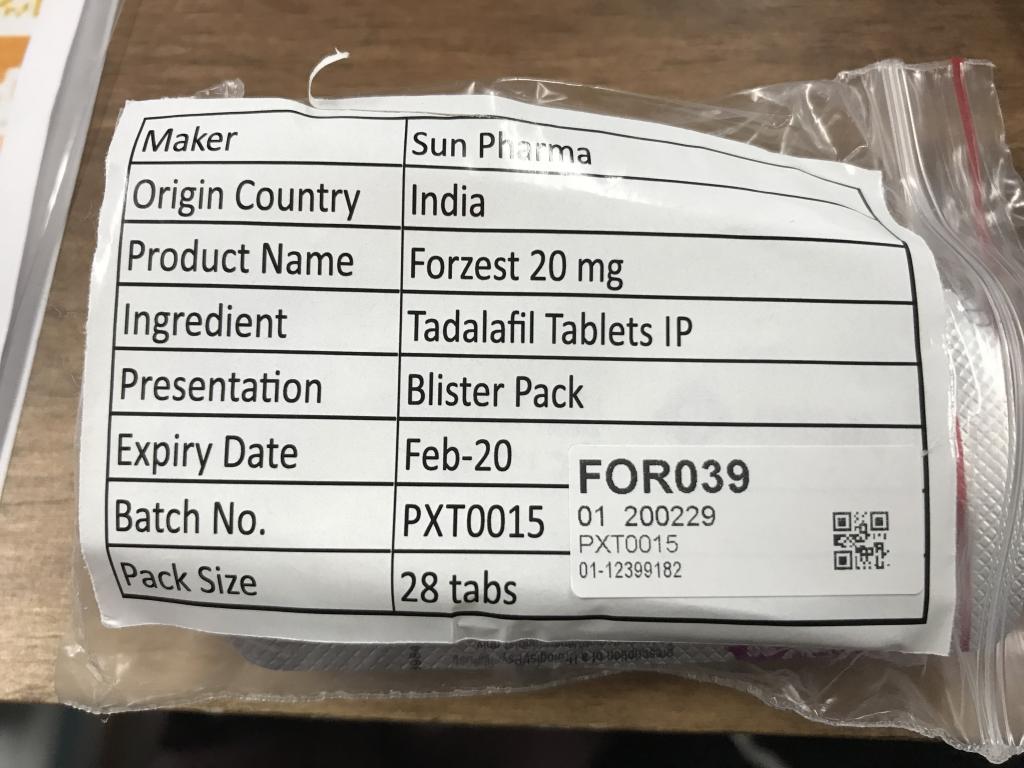 Maker Sun Pharma
Origin Country India
Product Name Forzest 20 mg
Ingredient Tadalafil Tablets IP
Presentation Blister Pack
Expiry Date Feb-20
Batch No. PXT0015
Pack Size 28 tabs
FOR039
01 200229
PXT0015
01-12399182